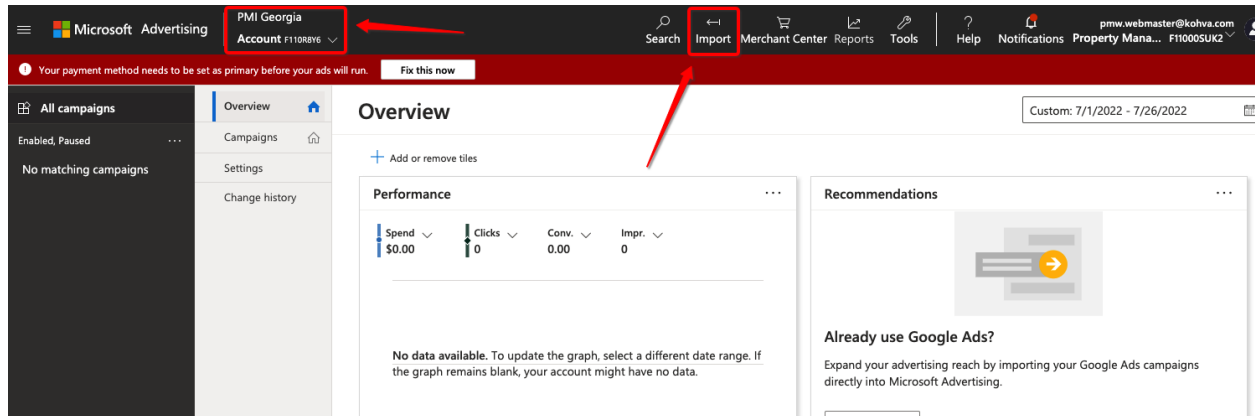 Microsoft Advertising
PMI Georgia
Account F110R8Y6
Search
Import
Merchant Center
Reports
Tools
Help
Notifications
pmw.webmaster@kohva.com
Property Mana... F11000SUK2
Your payment method needs to be set as primary before your ads will run.
Fix this now
All campaigns
Enabled, Paused
...
No matching campaigns
Overview
Campaigns
Settings
Change history
Overview
Custom: 7/1/2022 - 7/26/2022
Add or remove tiles
Performance
...
Spend
$0.00
Clicks
0
Conv.
0.00
Impr.
0
No data available. To update the graph, select a different date range. If
the graph remains blank, your account might have no data.
Recommendations
...
Already use Google Ads?
Expand your advertising reach by importing your Google Ads campaigns
directly into Microsoft Advertising.